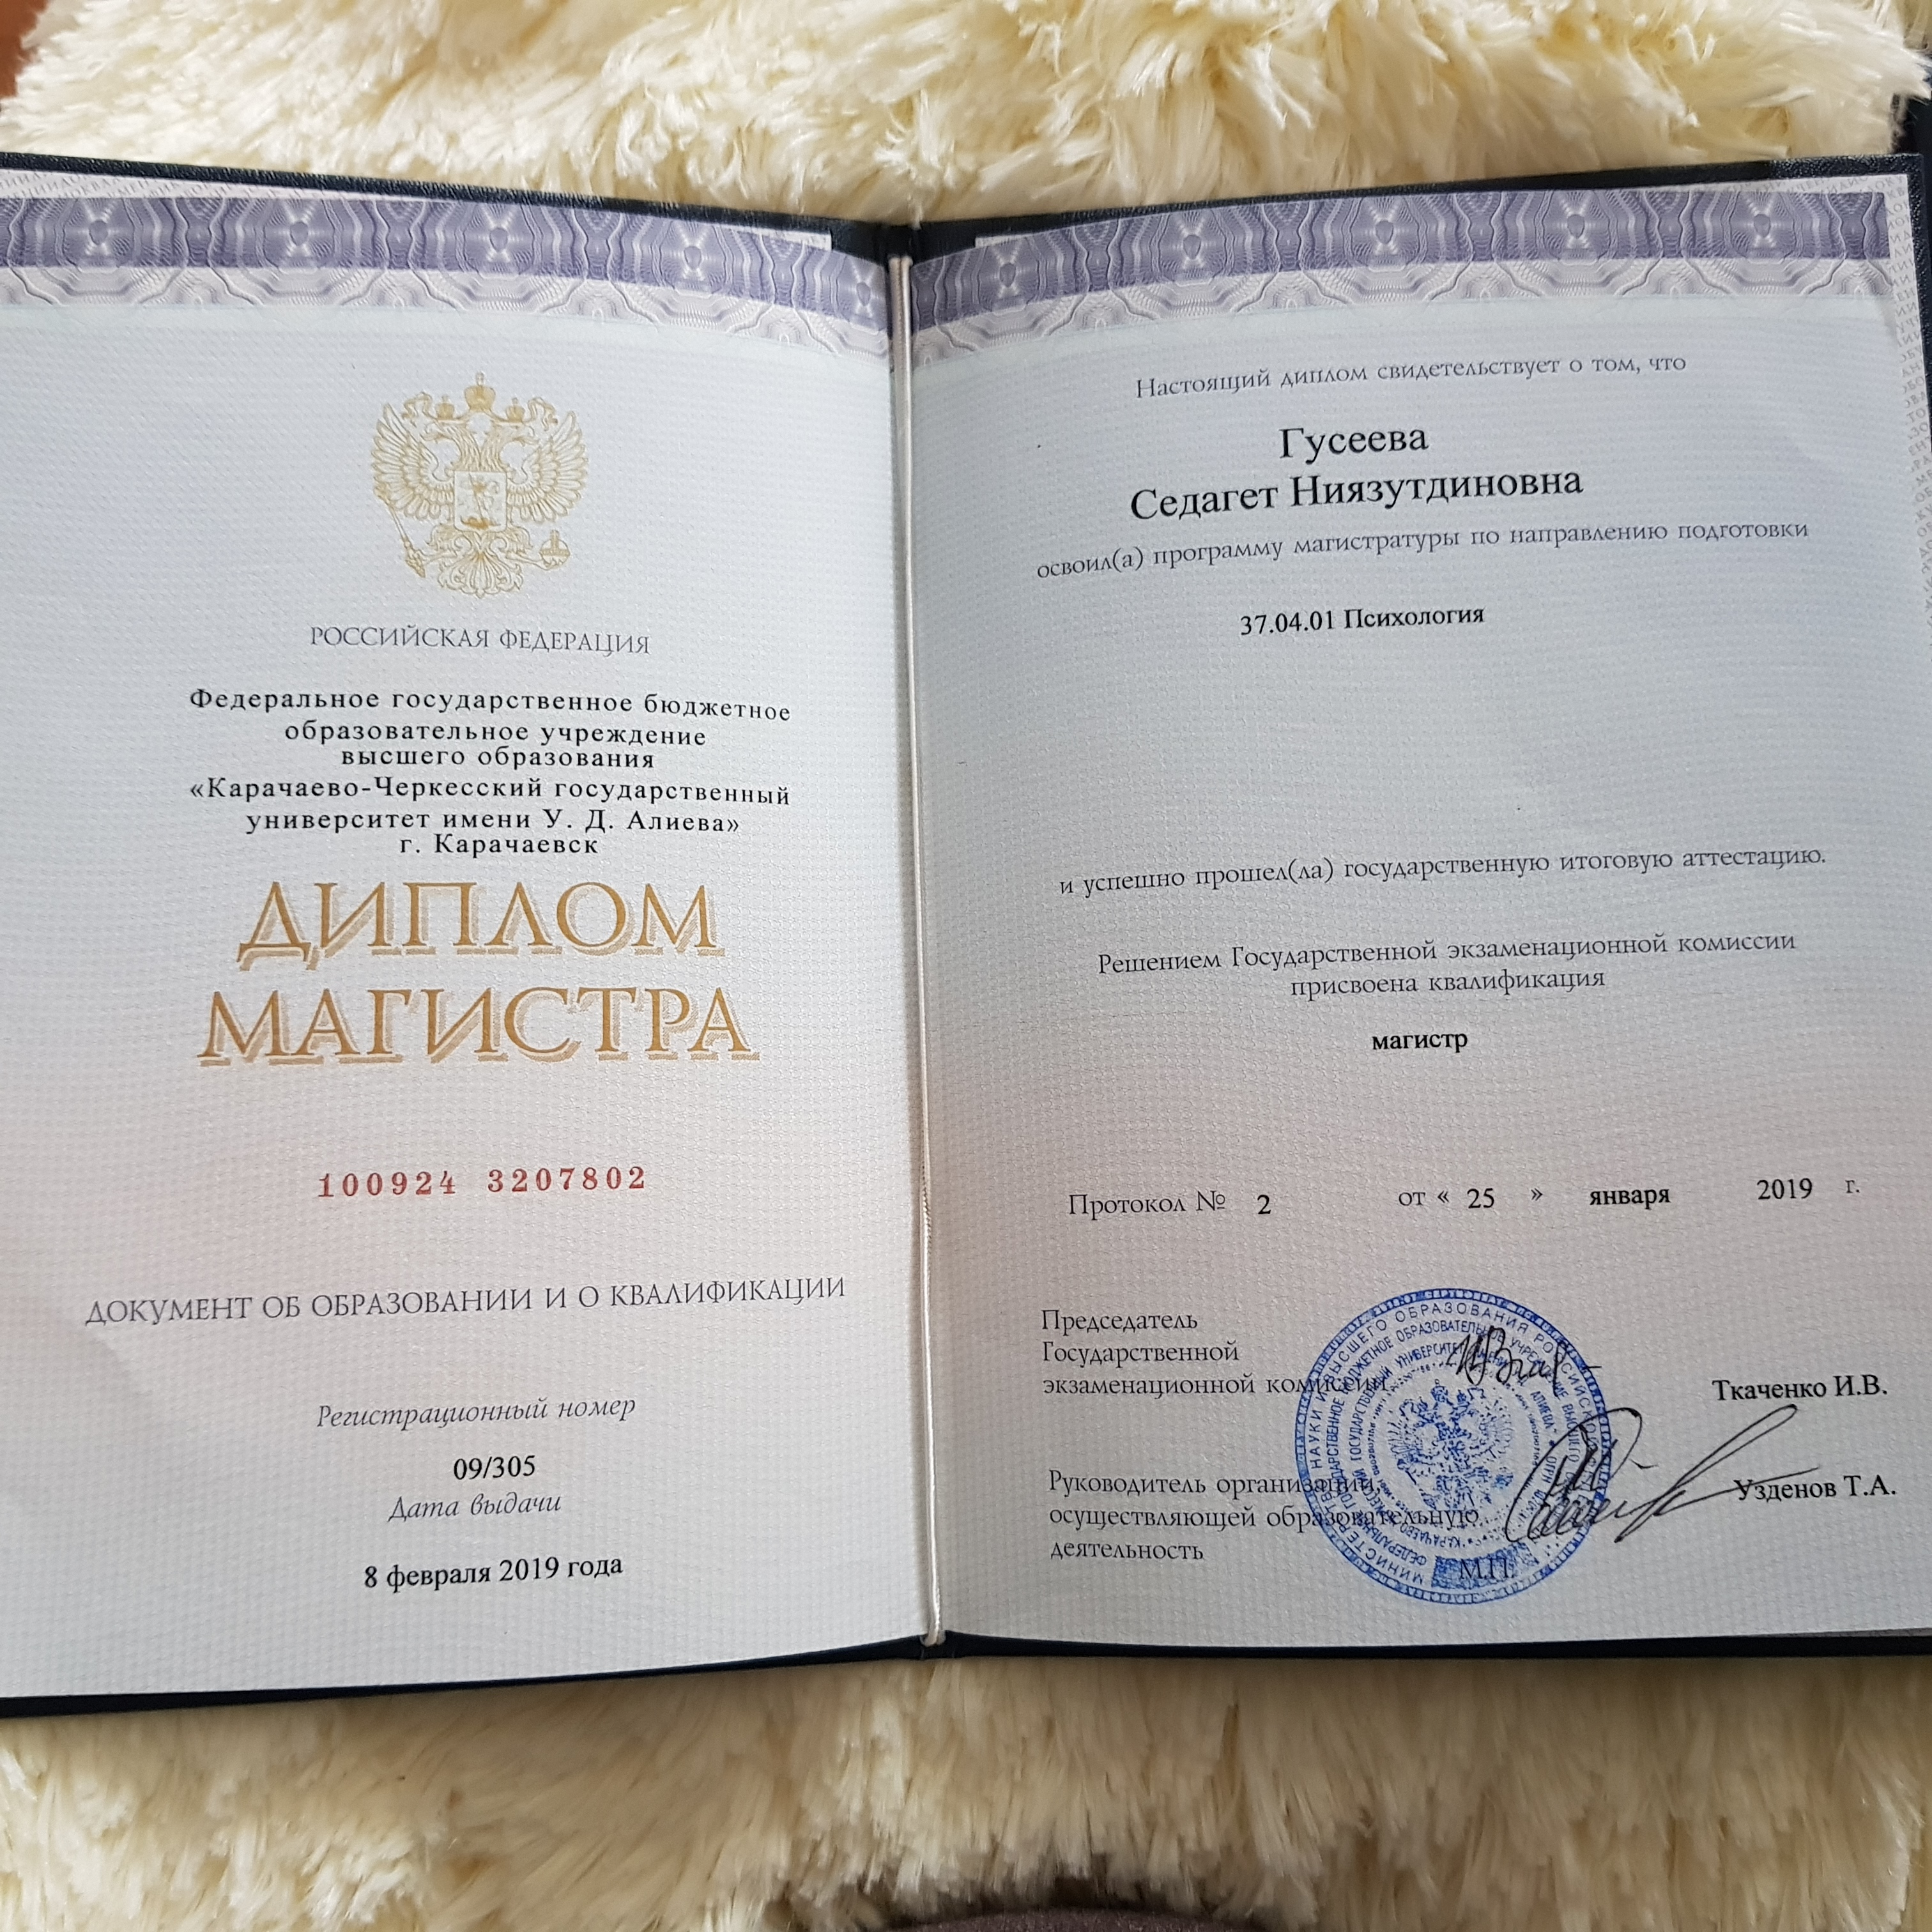 РОССИЙСКАЯ ФЕДЕРАЦИЯ
Федеральное государственное бюджетное
образовательное учреждение
высшего образования
«Карачаево-Черкесский государственный
университет имени У. Д. Алиева»
г. Карачаевск
ДИПЛОМ
МАГИСТРА
100924 3207802
ДОКУМЕНТ ОБ ОБРАЗОВАНИИ И О КВАЛИФИКАЦИИ
Регистрационный номер
09/305
Дата выдачи
8 февраля 2019 года
Настоящий диплом свидетельствует о том, что
Гусеева
Седагет Ниязутдиновна
освоил(а) программу магистратуры по направлению подготовки
37.04.01 Психология
и успешно прошел(ла) государственную итоговую аттестацию.
Решением Государственной экзаменационной комиссии
присвоена квалификация
магистр
Протокол № 2 от « 25 » января 2019 г.
Председатель
Государственной
экзаменационной комиссии
Ткаченко И.В.
Руководитель организации,
осуществляющей образовательную
деятельность
Узденов Т.А.
М.П.